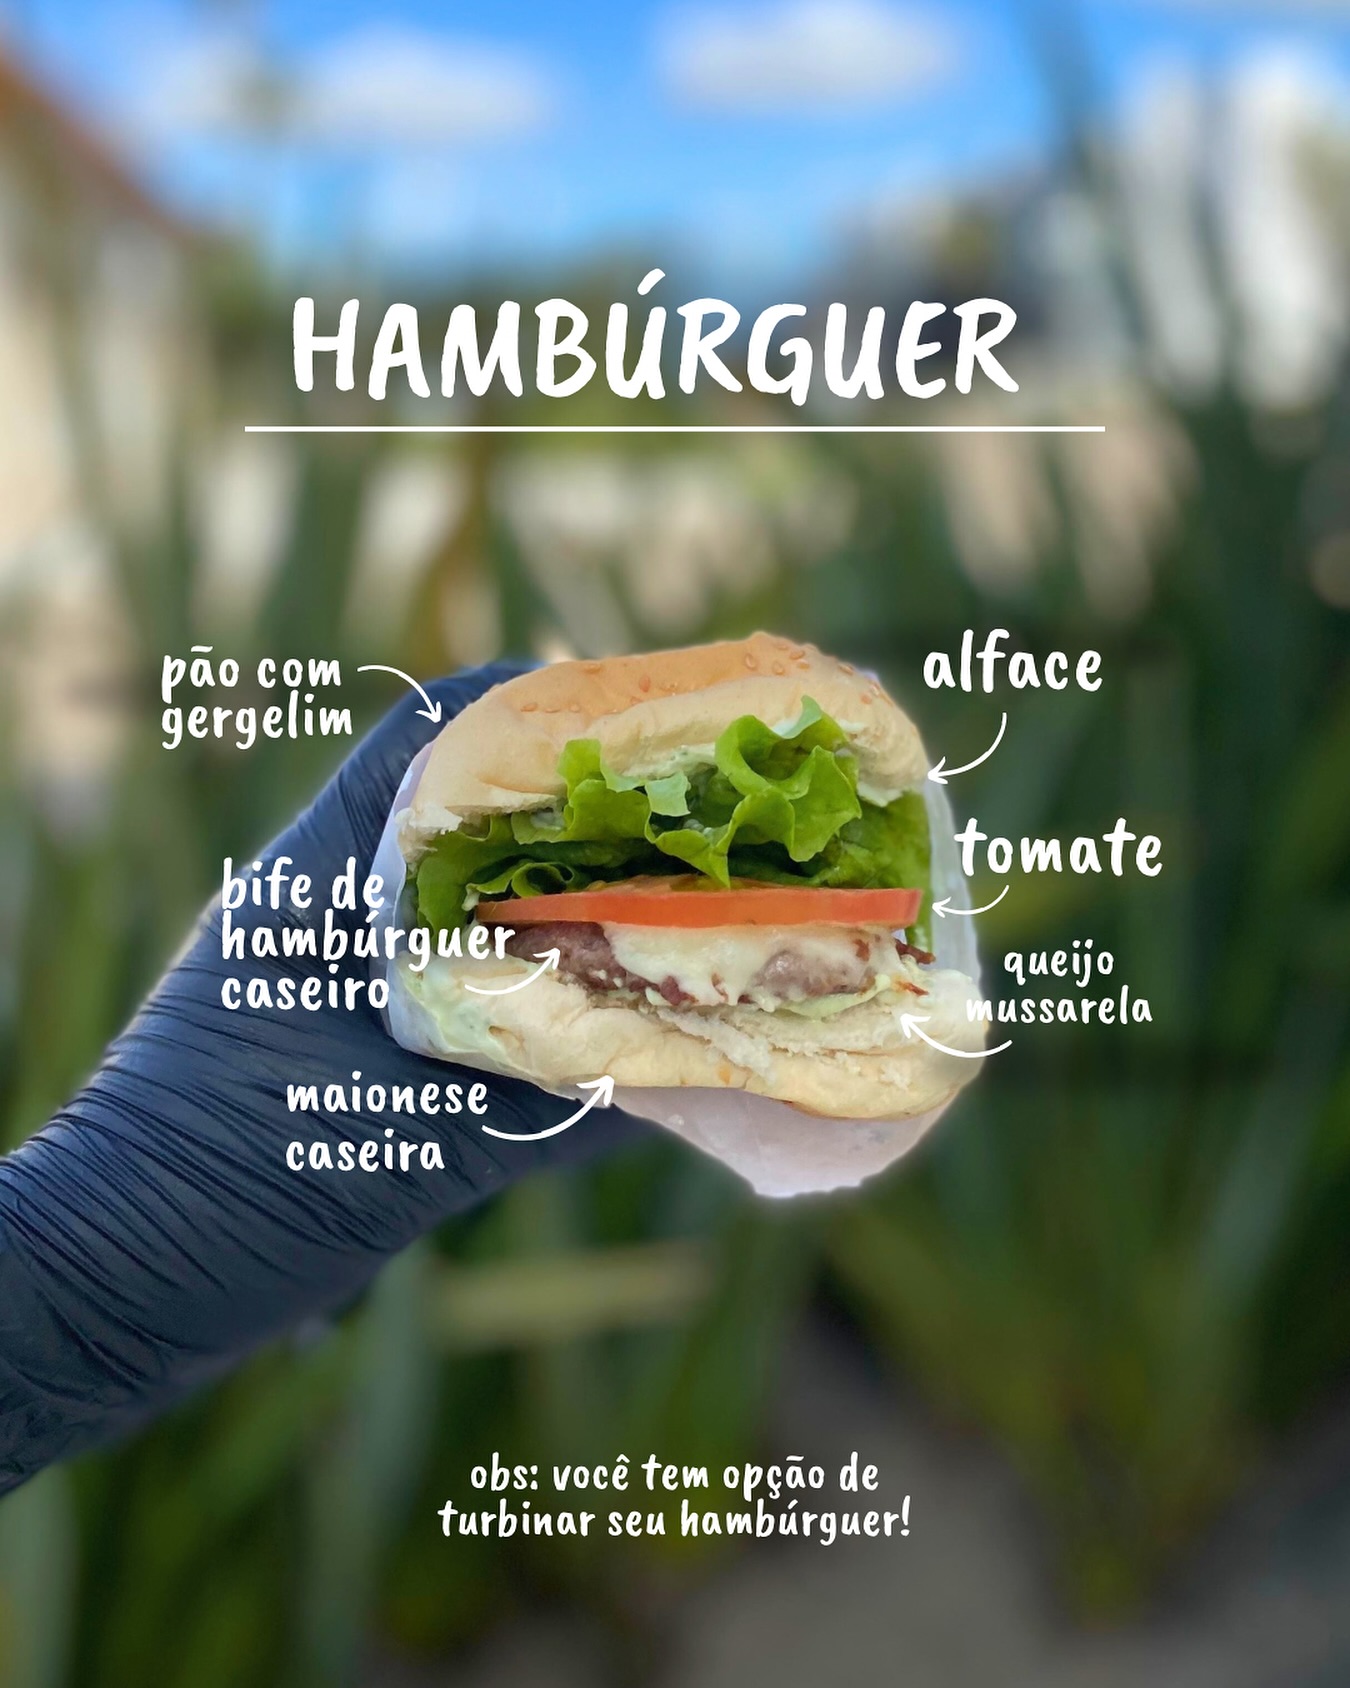 HAMBÚRGUER
pão com
gergelim
alface
tomate
bife de
hambúrguer
caseiro
queijo
mussarela
maionese
caseira
obs: você tem opção de
turbinar seu hambúrguer!